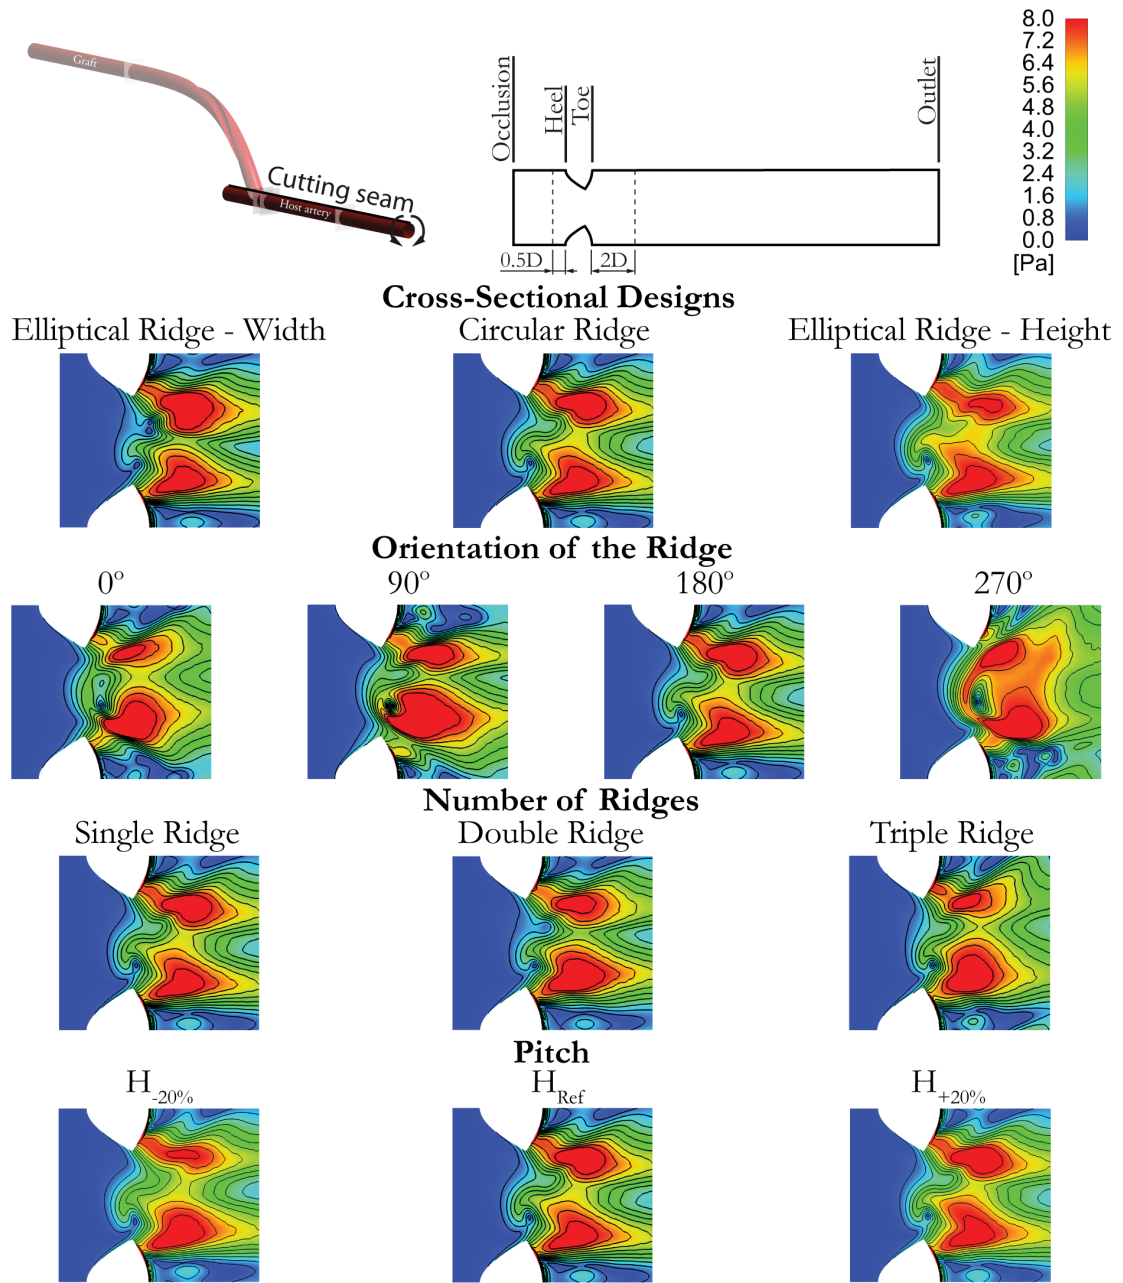 Graft
Cutting seam
Host artery
Occlusion
Heel
Toe
Outlet
0.5D
2D
8.0
7.2
6.4
5.6
4.8
4.0
3.2
2.4
1.6
0.8
0.0
[Pa]
Cross-Sectional Designs
Elliptical Ridge - Width
Circular Ridge
Elliptical Ridge - Height
Orientation of the Ridge
0°
90°
180°
270°
Number of Ridges
Single Ridge
Double Ridge
Triple Ridge
Pitch
H-20%
HRef
H+20%